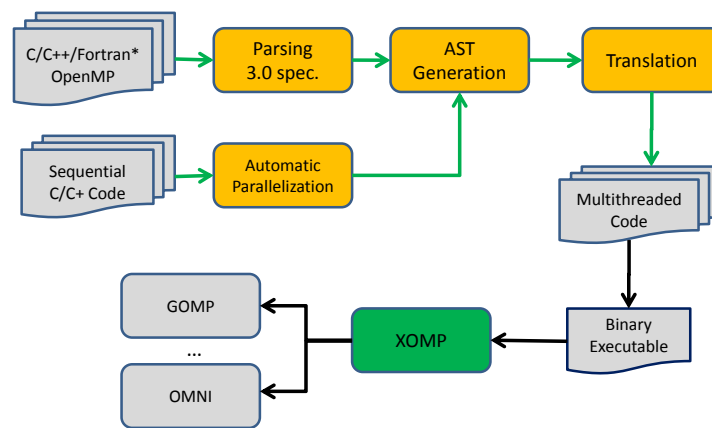 C/C++/Fortran*
OpenMP
Parsing
3.0 spec.
AST
Generation
Translation
Sequential
C/C+ Code
Automatic
Parallelization
Multithreaded
Code
GOMP
...
OMNI
XOMP
Binary
Executable